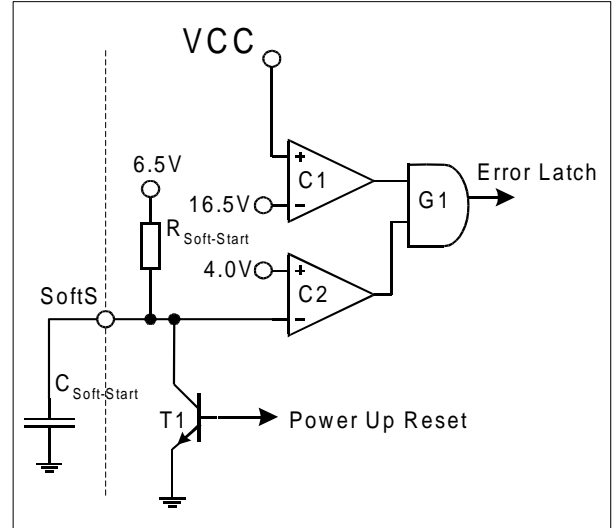 VCC
6.5V
16.5V
C1
G1
Error Latch
R Soft-Start
4.0V
C2
SoftS
C Soft-Start
T1
Power Up Reset